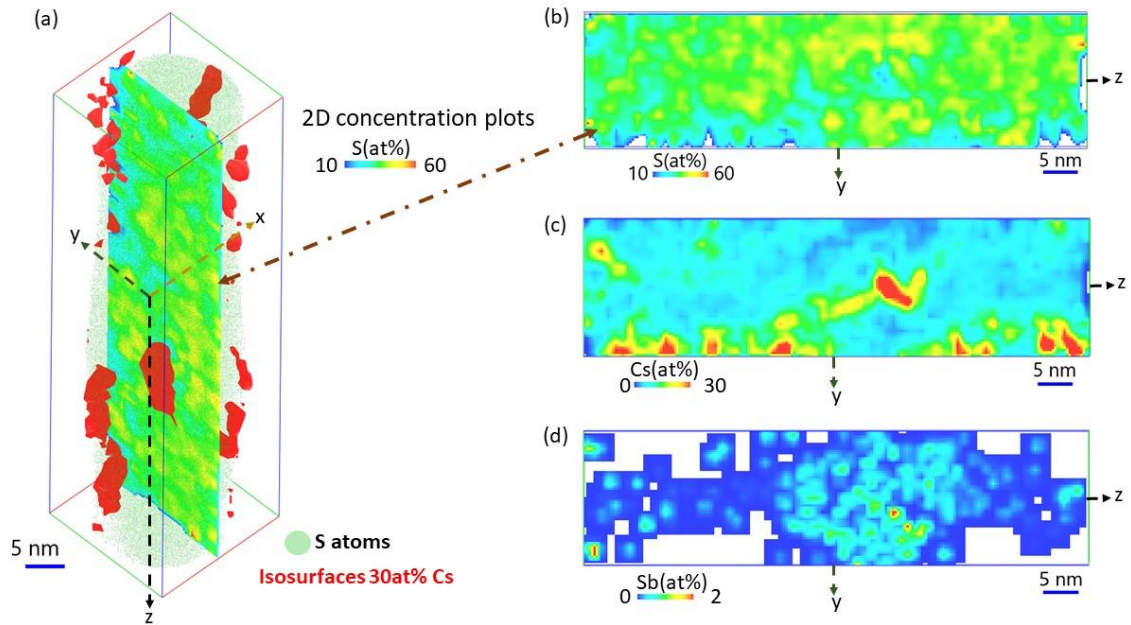 (a)
2D concentration plots
S(at%)
10 60
x
y
z
5 nm
S atoms
Isosurfaces 30at% Cs
(b)
z
S(at%)
10 60
y
5 nm
(c)
z
Cs(at%)
0 30
y
5 nm
(d)
z
Sb(at%)
0 2
y
5 nm